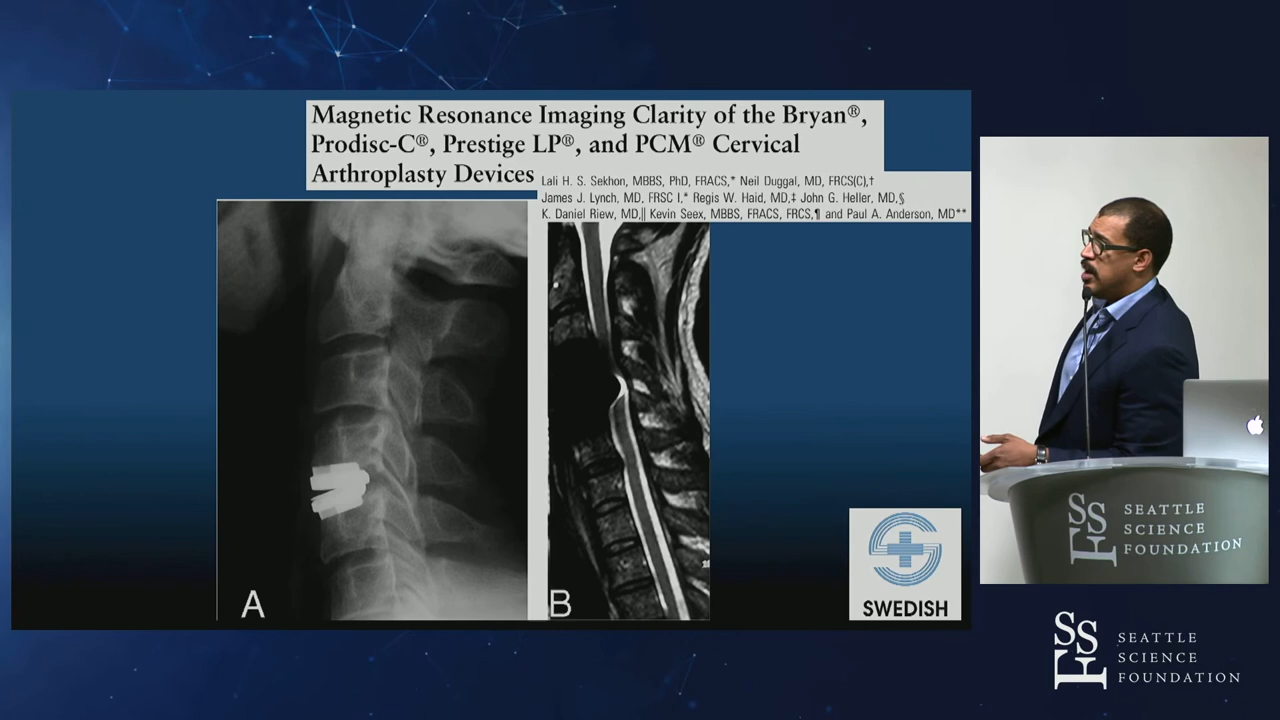 Magnetic Resonance Imaging Clarity of the Bryan®,
Prodisc-C®, Prestige LP®, and PCM® Cervical
Arthroplasty Devices
Lali H. S. Sekhon, MBBS, PhD, FRACS,* Neil Duggal, MD, FRCS(C),†
James J. Lynch, MD, FRSC I,* Regis W. Haid, MD,‡ John G. Heller, MD,§
K. Daniel Riew, MD,|| Kevin Seex, MBBS, FRACS, FRCS,¶ and Paul A. Anderson, MD**
A
B
SWEDISH
SSF
SEATTLE
SCIENCE
FOUNDATION
SSF
SEATTLE
SCIENCE
FOUNDATION